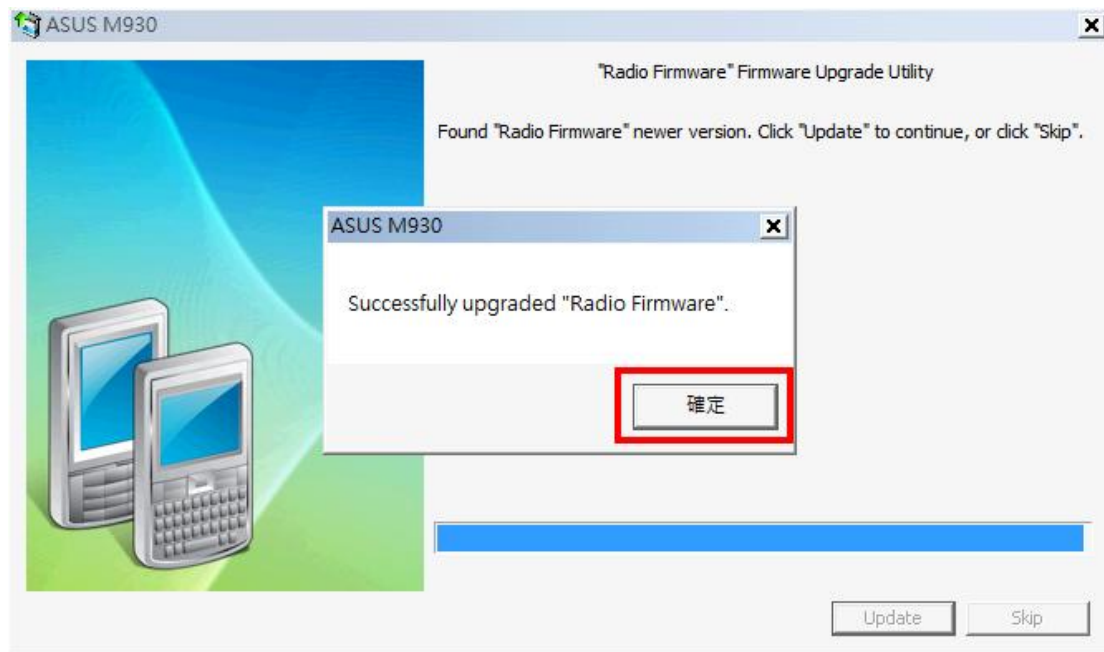 ASUS M930
"Radio Firmware" Firmware Upgrade Utility
Found "Radio Firmware" newer version. Click "Update" to continue, or click "Skip".
ASUS M930
Successfully upgraded "Radio Firmware".
確定
Update
Skip